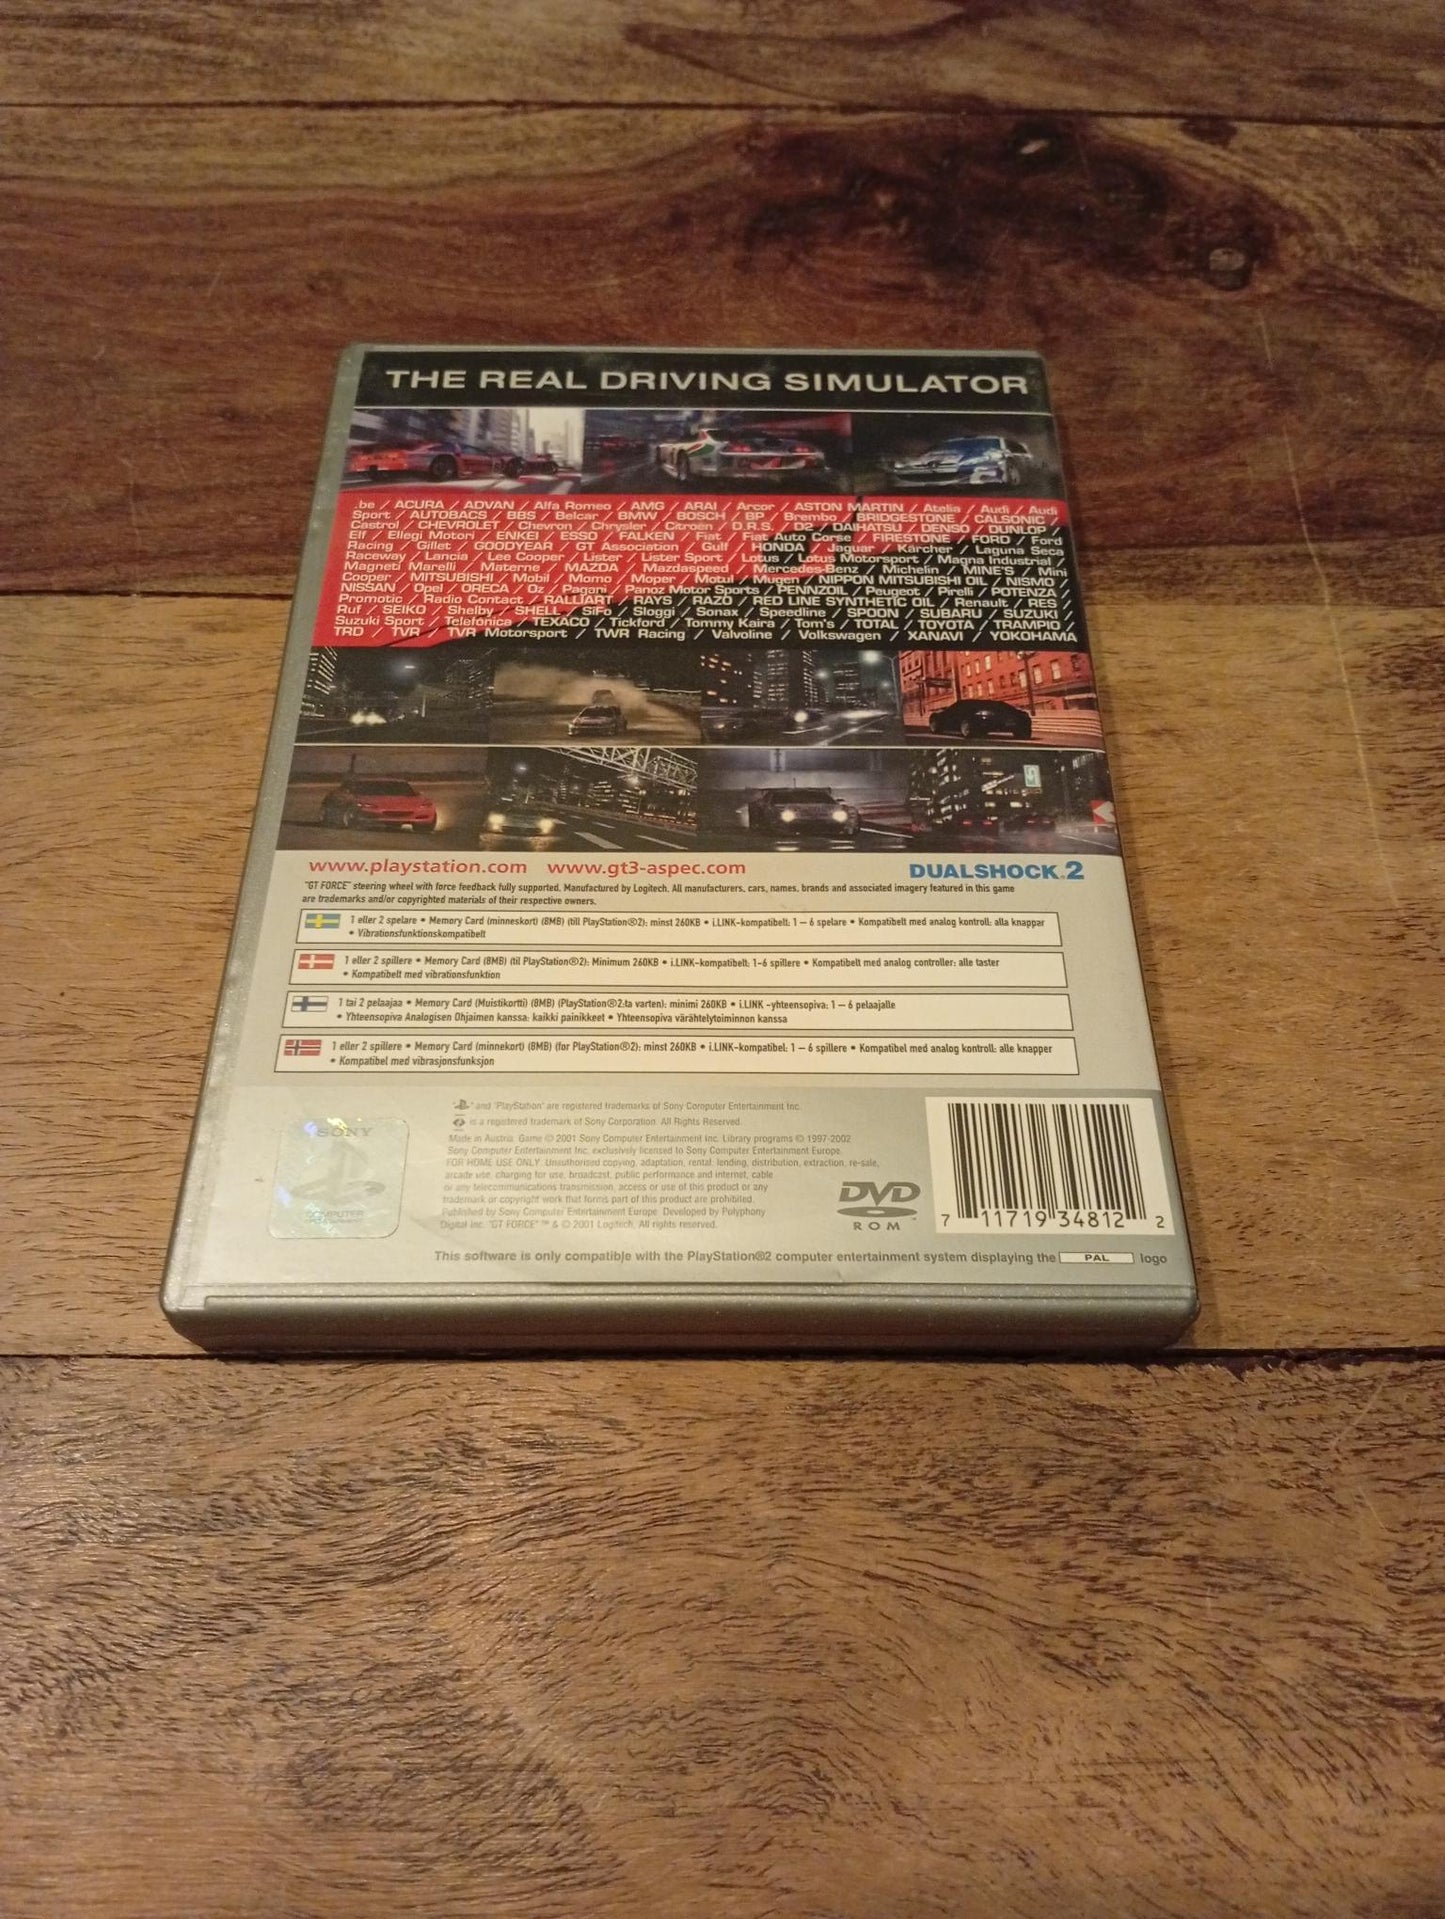 THE REAL DRIVING SIMULATOR
.be / ACURA / ADVAN / Alfa Romeo / AMG / ARAI / Arcor / ASTON MARTIN / Atelia / Audi / Audi
Sport / AUTOBACS / BBS / Belcar / BMW / BOSCH / BP / Brembo / BRIDGESTONE / CALSONIC /
Castrol / CHEVROLET / Chevron / Chrysler / Citroën / D.R.S. / D2 / DAIHATSU / DENSO / DUNLOP /
Elf / Ellegi Motori / ENKEI / ESSO / FALKEN / Fiat / Fiat Auto Corse / FIRESTONE / FORD / Ford
Racing / Gillet / GOODYEAR / GT Association / Gulf / HONDA / Jaguar / Kärcher / Laguna Seca
Raceway / Lancia / Lee Cooper / Lister / Lister Sport / Lotus / Lotus Motorsport / Magna Industrial /
Magneti Marelli / Materne / MAZDA / Mazdaspeed / Mercedes-Benz / Michelin / MINE'S / Mini
Cooper / MITSUBISHI / Mobil / Momo / Moper / Motul / Mugen / NIPPON MITSUBISHI OIL / NISMO /
NISSAN / Opel / ORECA / Oz / Pagani / Panoz Motor Sports / PENNZOIL / Peugeot / Pirelli / POTENZA /
Promotic / Radio Contact / RALLIART / RAYS / RAZO / RED LINE SYNTHETIC OIL / Renault / RES /
Ruf / SEIKO / Shelby / SHELL / SiFo / Sloggi / Sonax / Speedline / SPOON / SUBARU / SUZUKI /
Suzuki Sport / Telefónica / TEXACO / Tickford / Tommy Kaira / Tom's / TOTAL / TOYOTA / TRAMPIO /
TRD / TVR / TVR Motorsport / TWR Racing / Valvoline / Volkswagen / XANAVI / YOKOHAMA
www.playstation.com www.gt3-aspec.com DUALSHOCK 2
"GT FORCE" steering wheel with force feedback fully supported. Manufactured by Logitech. All manufacturers, cars, names, brands and associated imagery featured in this game
are trademarks and/or copyrighted materials of their respective owners.
1 eller 2 spelare • Memory Card (minneskort) (8MB) (till PlayStation®2): minst 260KB • i.LINK-kompatibelt: 1 – 6 spelare • Kompatibelt med analog kontroll: alla knappar
• Vibrationsfunktionskompatibelt
1 eller 2 spillere • Memory Card (8MB) (til PlayStation®2): Minimum 260KB • i.LINK-kompatibelt: 1-6 spillere • Kompatibelt med analog controller: alle taster
• Kompatibelt med vibrationsfunktion
1 tai 2 pelaajaa • Memory Card (Muistikortti) (8MB) (PlayStation®2:ta varten): minimi 260KB • i.LINK -yhteensopiva: 1 – 6 pelaajalle
• Yhteensopiva Analogisen Ohjaimen kanssa: kaikki painikkeet • Yhteensopiva värähtelytoiminnon kanssa
1 eller 2 spillere • Memory Card (minnekort) (8MB) (for PlayStation®2): minst 260KB • i.LINK-kompatibel: 1 – 6 spillere • Kompatibel med analog kontroll: alle knapper
• Kompatibel med vibrasjonsfunksjon
SONY
COMPUTER
" " and "PlayStation" are registered trademarks of Sony Computer Entertainment Inc.
is a registered trademark of Sony Corporation. All Rights Reserved.
Made in Austria. Game © 2001 Sony Computer Entertainment Inc. Library programs © 1997-2002
Sony Computer Entertainment Inc. exclusively licensed to Sony Computer Entertainment Europe.
FOR HOME USE ONLY. Unauthorised copying, adaptation, rental, lending, distribution, extraction, re-sale,
arcade use, charging for use, broadcast, public performance and internet, cable
or any telecommunications transmission, access or use of this product or any
trademark or copyright work that forms part of this product are prohibited.
Published by Sony Computer Entertainment Europe. Developed by Polyphony
Digital Inc. "GT FORCE" ™ & © 2001 Logitech. All rights reserved.
DVD
ROM
7 11719 34812 2
This software is only compatible with the PlayStation®2 computer entertainment system displaying the PAL logo